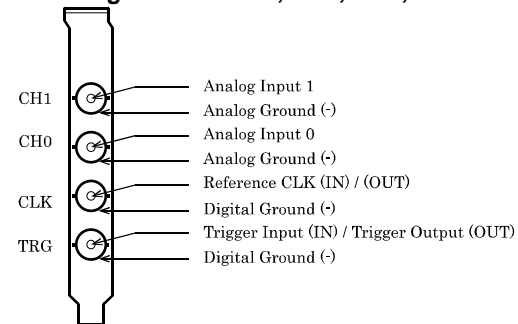 CH1
Analog Input 1
Analog Ground (-)
CH0
Analog Input 0
Analog Ground (-)
CLK
Reference CLK (IN) / (OUT)
Digital Ground (-)
TRG
Trigger Input (IN) / Trigger Output (OUT)
Digital Ground (-)